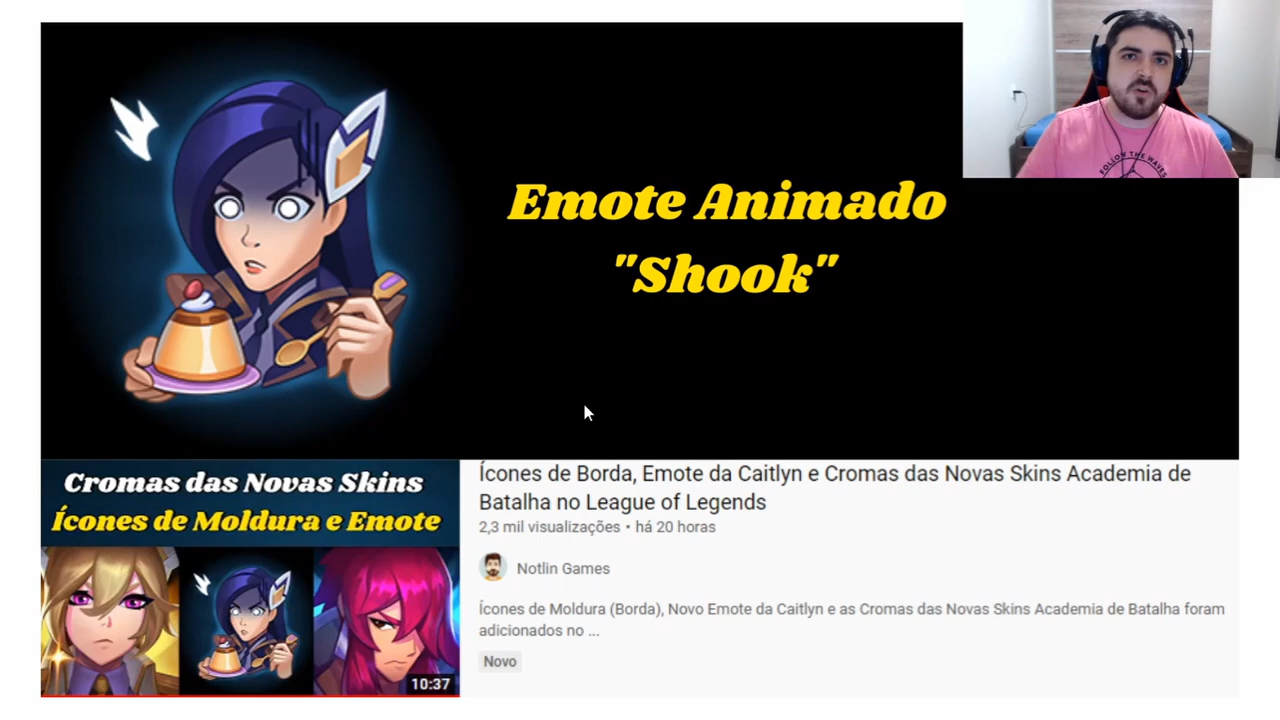 FOLLOW THE WAVES
Emote Animado
"Shook"
Cromas das Novas Skins
Ícones de Moldura e Emote
10:37
Ícones de Borda, Emote da Caitlyn e Cromas das Novas Skins Academia de
Batalha no League of Legends
2,3 mil visualizações • há 20 horas
Notlin Games
Ícones de Moldura (Borda), Novo Emote da Caitlyn e as Cromas das Novas Skins Academia de Batalha foram
adicionados no ...
Novo